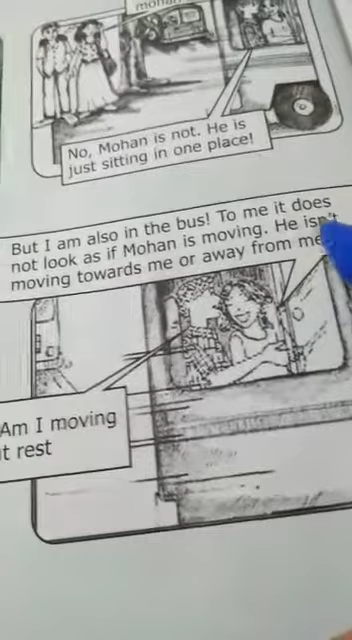 No, Mohan is not. He is
just sitting in one place!
But I am also in the bus! To me it does
not look as if Mohan is moving. He isn't
moving towards me or away from me
Am I moving
t rest